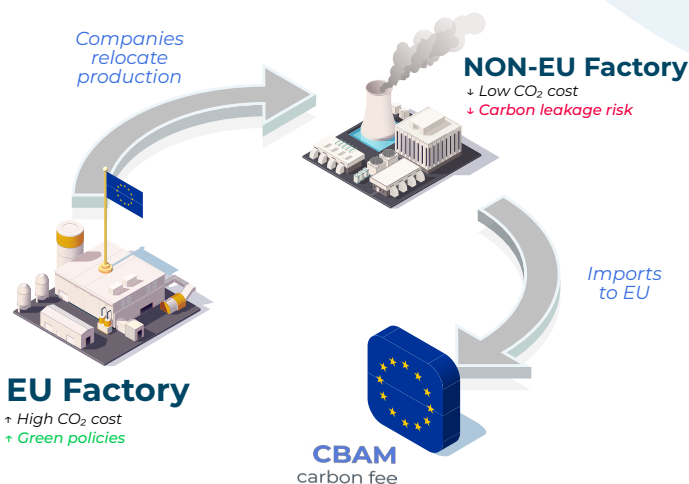 Companies
relocate
production
NON-EU Factory
↓ Low CO₂ cost
↓ Carbon leakage risk
Imports
to EU
EU Factory
↑ High CO₂ cost
↑ Green policies
CBAM
carbon fee